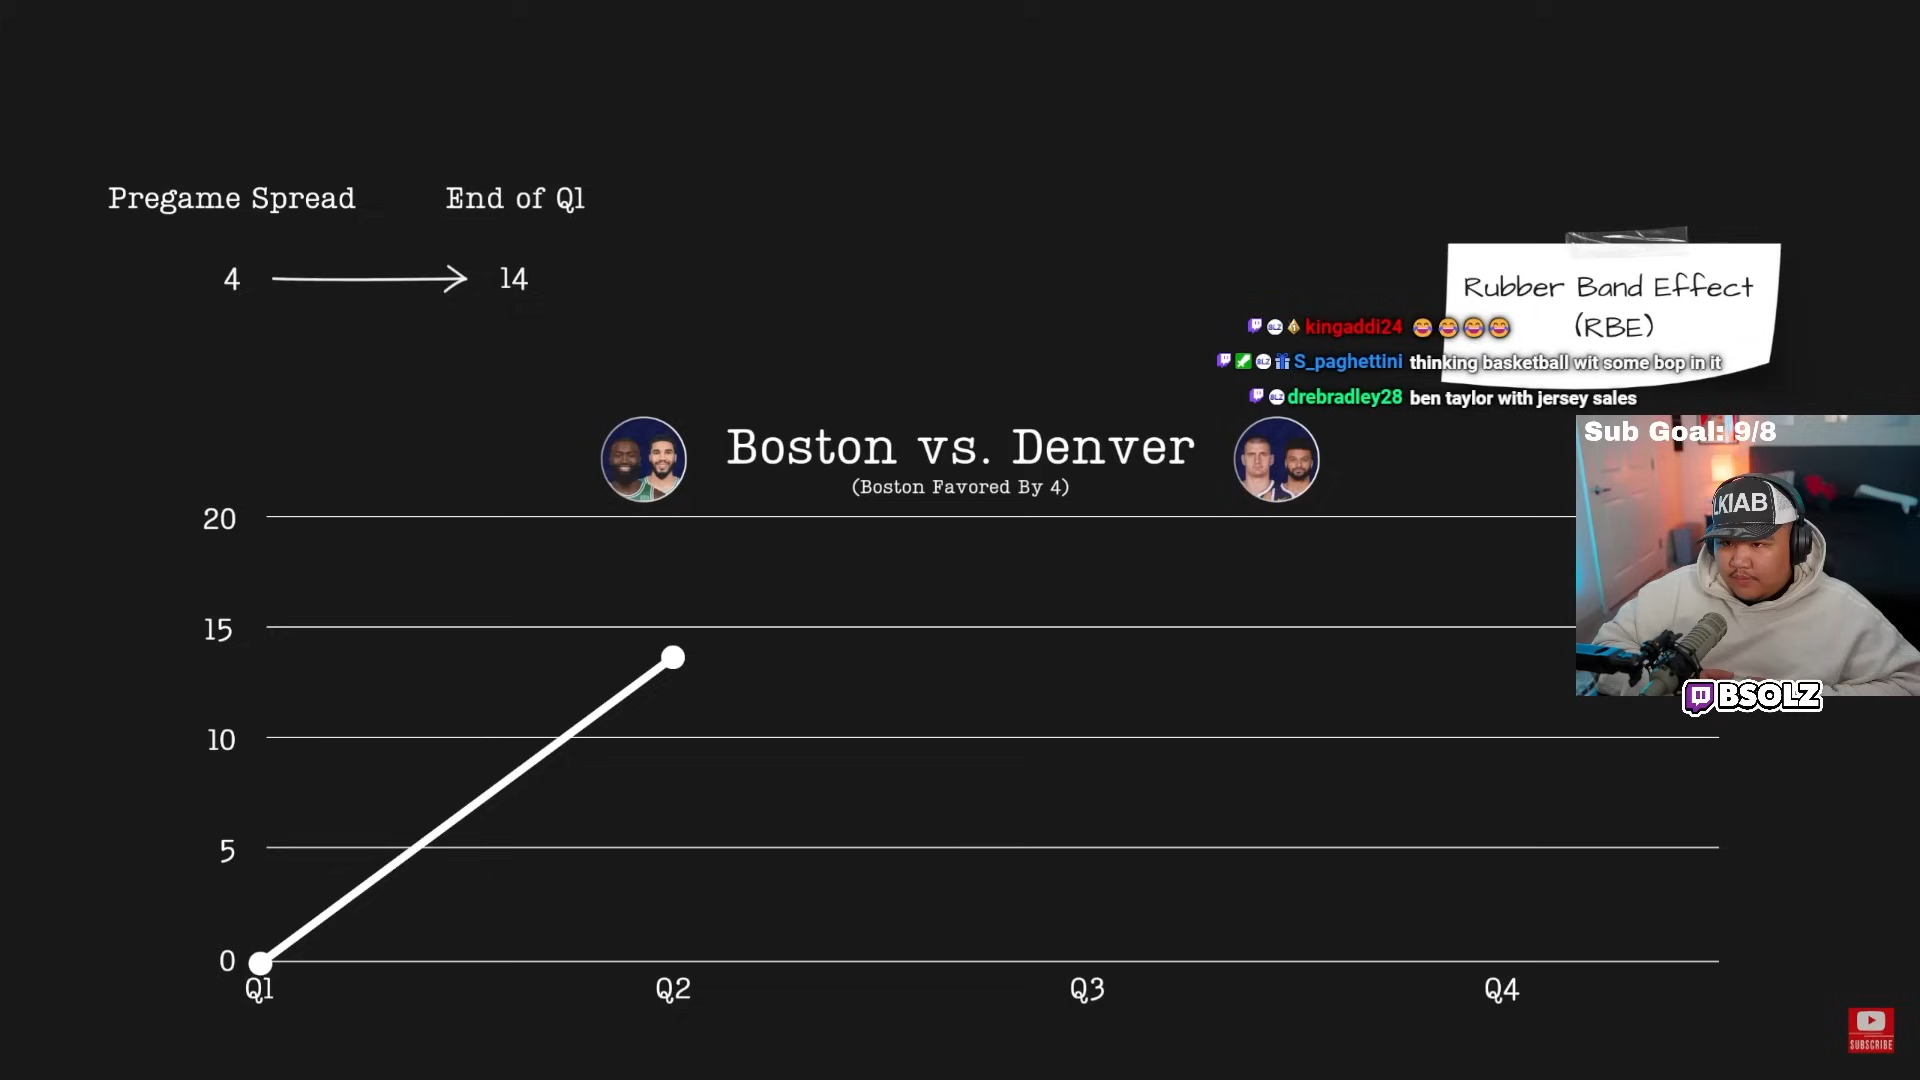 Pregame Spread
End of Q1
4
14
Rubber Band Effect
(RBE)
kingaddi24
S_paghettini thinking basketball wit some bop in it
drebradley28 ben taylor with jersey sales
Sub Goal: 9/8
LKIAB
BSOLZ
Boston vs. Denver
(Boston Favored By 4)
20
15
10
5
0
Q1
Q2
Q3
Q4
SUBSCRIBE